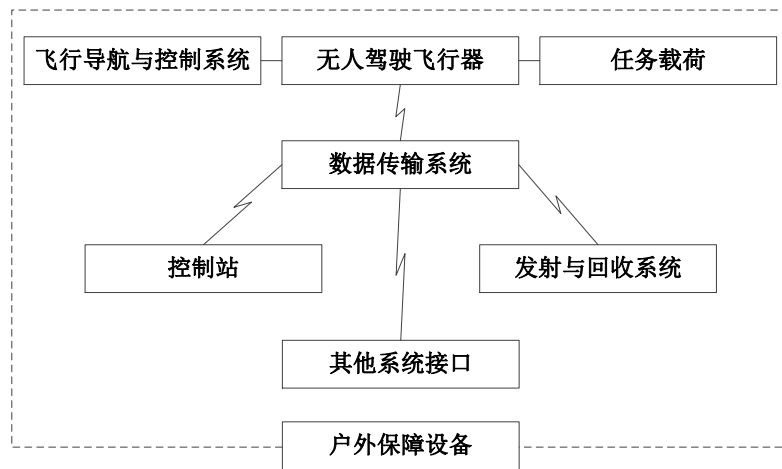 飞行导航与控制系统
无人驾驶飞行器
任务载荷
数据传输系统
控制站
发射与回收系统
其他系统接口
户外保障设备